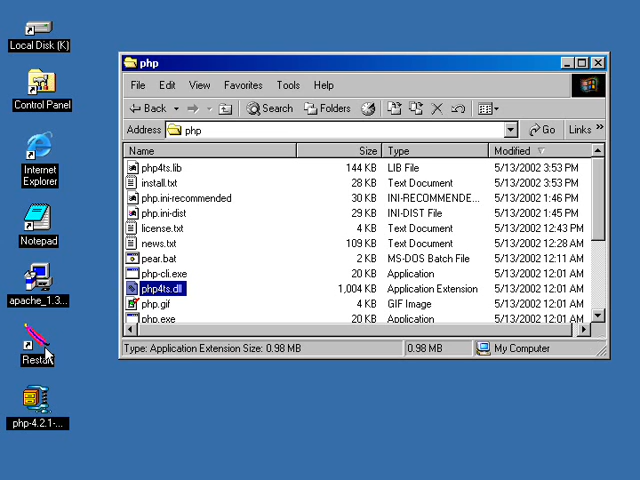 Local Disk (K)
Control Panel
Internet
Explorer
Notepad
apache_1.3...
Restart
php-4.2.1-...
php
File Edit View Favorites Tools Help
Back Search Folders
Address php Go Links »
Name Size Type Modified
php4ts.lib 144 KB LIB File 5/13/2002 3:53 PM
install.txt 28 KB Text Document 5/13/2002 3:53 PM
php.ini-recommended 30 KB INI-RECOMMENDE... 5/13/2002 1:46 PM
php.ini-dist 29 KB INI-DIST File 5/13/2002 1:45 PM
license.txt 4 KB Text Document 5/13/2002 12:43 PM
news.txt 109 KB Text Document 5/13/2002 12:28 AM
pear.bat 2 KB MS-DOS Batch File 5/13/2002 12:11 AM
php-cli.exe 20 KB Application 5/13/2002 12:01 AM
php4ts.dll 1,004 KB Application Extension 5/13/2002 12:01 AM
php.gif 4 KB GIF Image 5/13/2002 12:01 AM
php.exe 20 KB Application 5/13/2002 12:01 AM
Type: Application Extension Size: 0.98 MB 0.98 MB My Computer